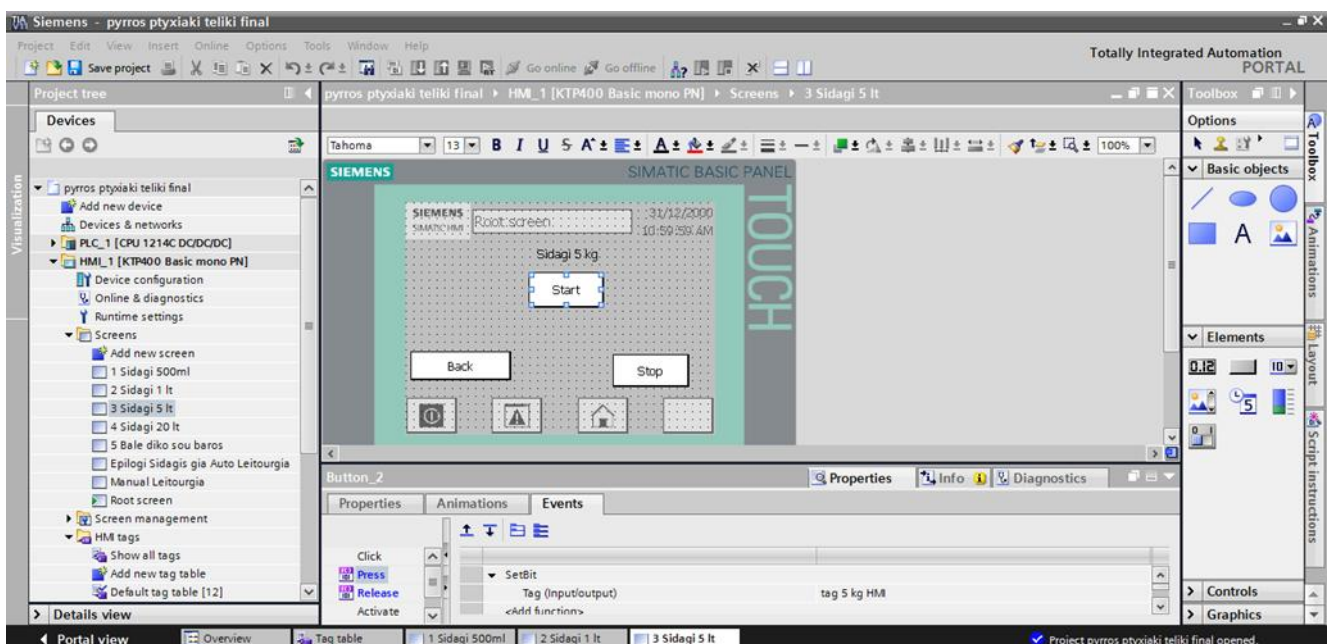 Siemens - pyrros ptyxiaki teliki final
Project Edit View Insert Online Options Tools Window Help
Totally Integrated Automation
PORTAL
Save project
Go online Go offline
Project tree
pyrros ptyxiaki teliki final HMI_1 [KTP400 Basic mono PN] Screens 3 Sidagi 5 lt
Toolbox
Devices
Options
Tahoma 13 B I U S A 100%
Visualization
pyrros ptyxiaki teliki final
Add new device
Devices & networks
PLC_1 [CPU 1214C DC/DC/DC]
HMI_1 [KTP400 Basic mono PN]
Device configuration
Online & diagnostics
Runtime settings
Screens
Add new screen
1 Sidagi 500ml
2 Sidagi 1 lt
3 Sidagi 5 lt
4 Sidagi 20 lt
5 Bale diko sou baros
Epilogi Sidagis gia Auto Leitourgia
Manual Leitourgia
Root screen
Screen management
HMI tags
Show all tags
Add new tag table
Default tag table [12]
Details view
SIEMENS
SIMATIC BASIC PANEL
TOUCH
SIEMENS
SIMATIC HMI
Root screen
31/12/2000
10:59:59 AM
Sidagi 5 kg
Start
Back
Stop
Basic objects
A
Elements
0.12
10
5
Controls
Graphics
Toolbox
Animations
Layout
Script instructions
Button_2
Properties Info Diagnostics
Properties Animations Events
Click
Press
Release
Activate
SetBit
Tag (Input/output) tag 5 kg HMI
<Add function>
Portal view Overview Tag table 1 Sidagi 500ml 2 Sidagi 1 lt 3 Sidagi 5 lt
Project pyrros ptyxiaki teliki final opened.